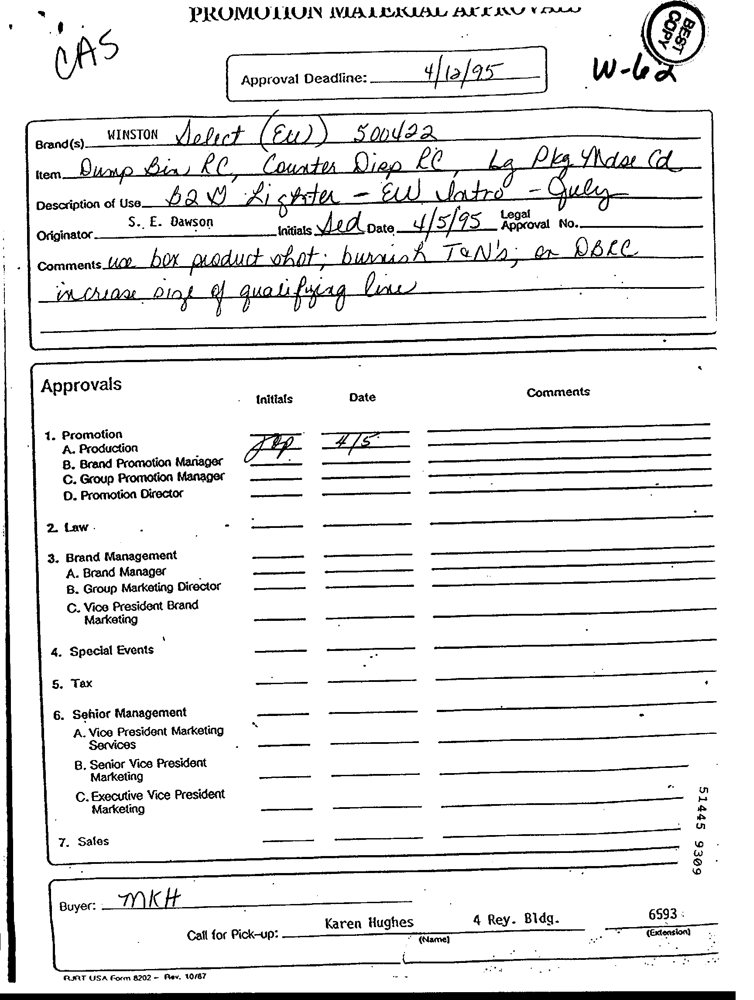 PROMOTION MATERIAL APPROVALS
BEST COPY
CAS
Approval Deadline: 4/12/95
W-62
Brand(s) WINSTON Select (EW) 500422
Item Dump Bin RC, Counter Disp RC, Lg Pkg Mdse Cd
Description of Use B2 Lighter - EW Intro - July
Originator S. E. Dawson Initials Sed Date 4/5/95 Legal Approval No.
Comments use box product shot; burnish T&N's; on DBRC
increase size of qualifying line
Approvals
Initials Date Comments
1. Promotion
A. Production 4/5
B. Brand Promotion Manager
C. Group Promotion Manager
D. Promotion Director
2. Law
3. Brand Management
A. Brand Manager
B. Group Marketing Director
C. Vice President Brand
Marketing
4. Special Events
5. Tax
6. Senior Management
A. Vice President Marketing
Services
B. Senior Vice President
Marketing
C. Executive Vice President
Marketing
7. Sales
51445 9309
Buyer: MKH
Call for Pick-up: Karen Hughes 4 Rey. Bldg. 6593
(Name) (Extension)
RJRT USA Form 8202 - Rev. 10/87